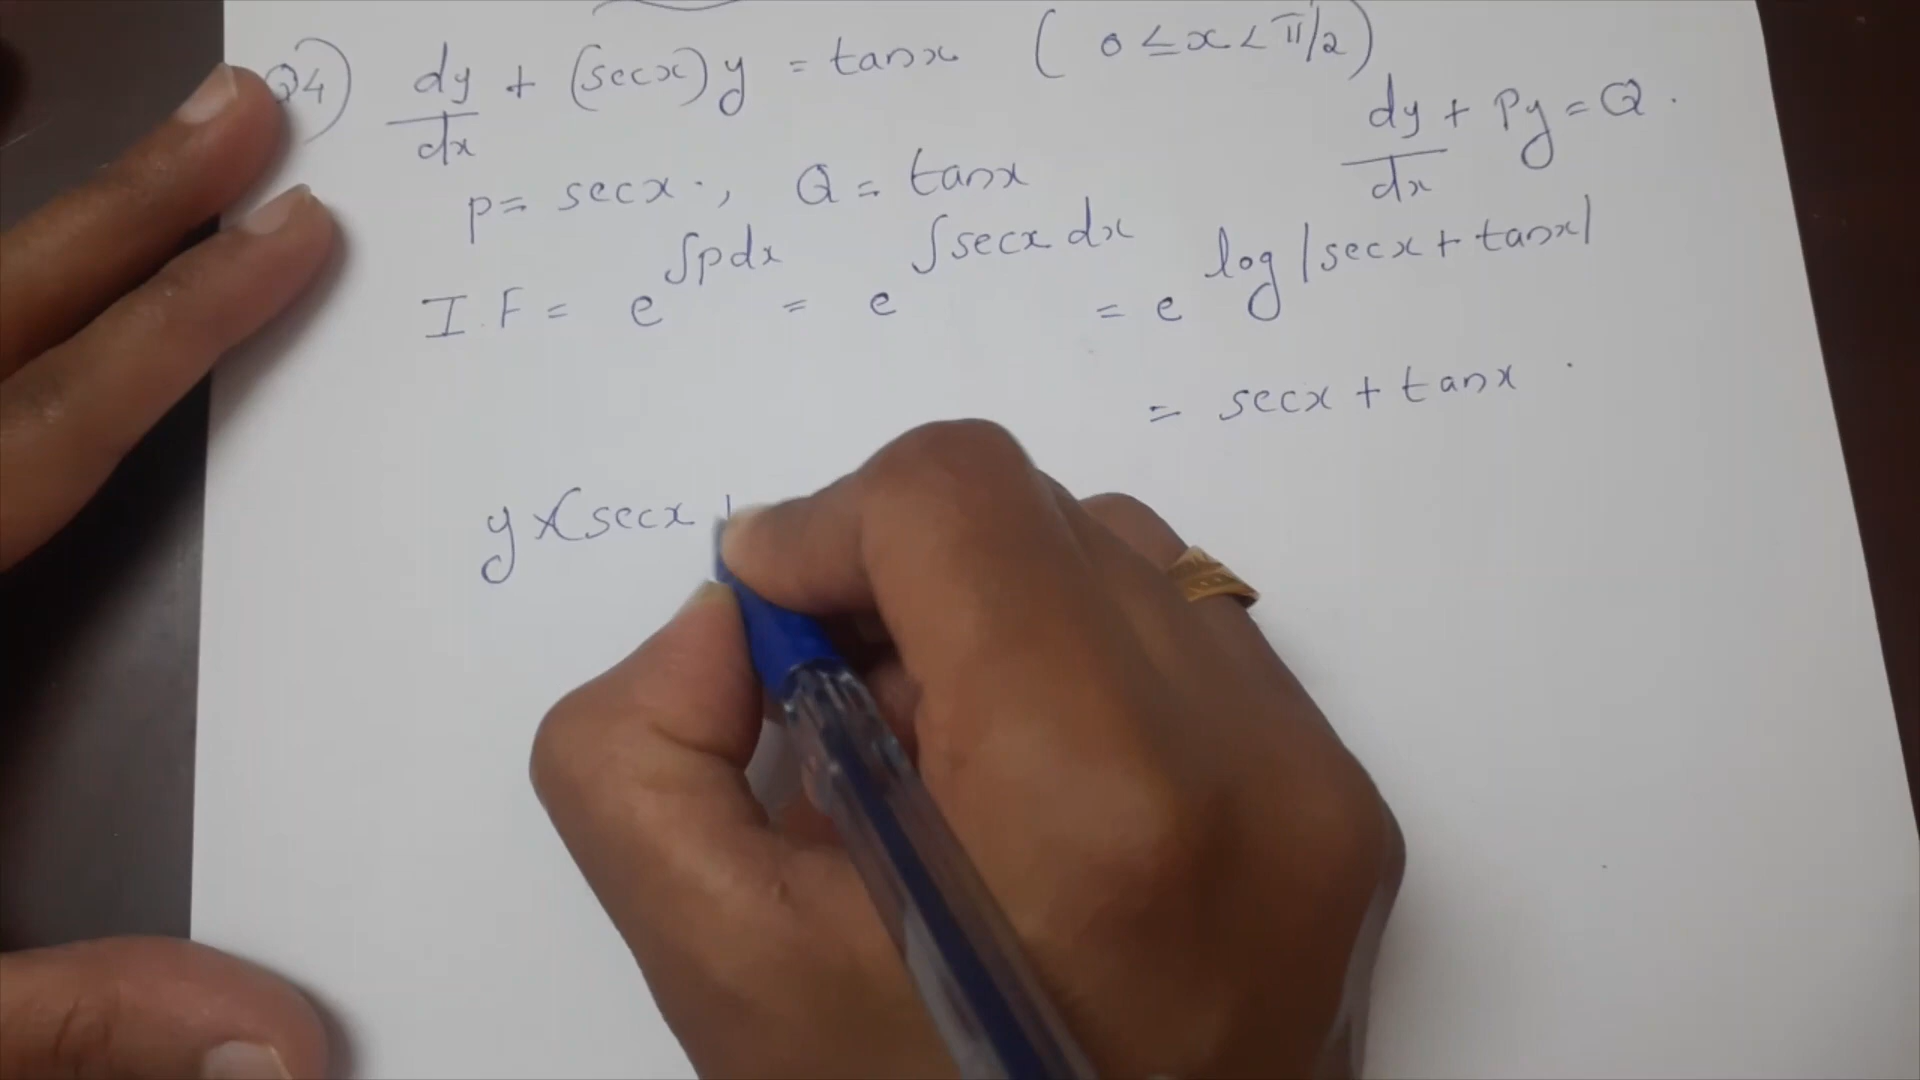 Q4) dy/dx + (secx)y = tanx ( 0 ≤ x < π/2)
dy/dx + Py = Q.
P = secx ., Q = tanx
I.F = e^∫pdx = e^∫secx dx = e^log|secx + tanx|
= secx + tanx .
y×(secx